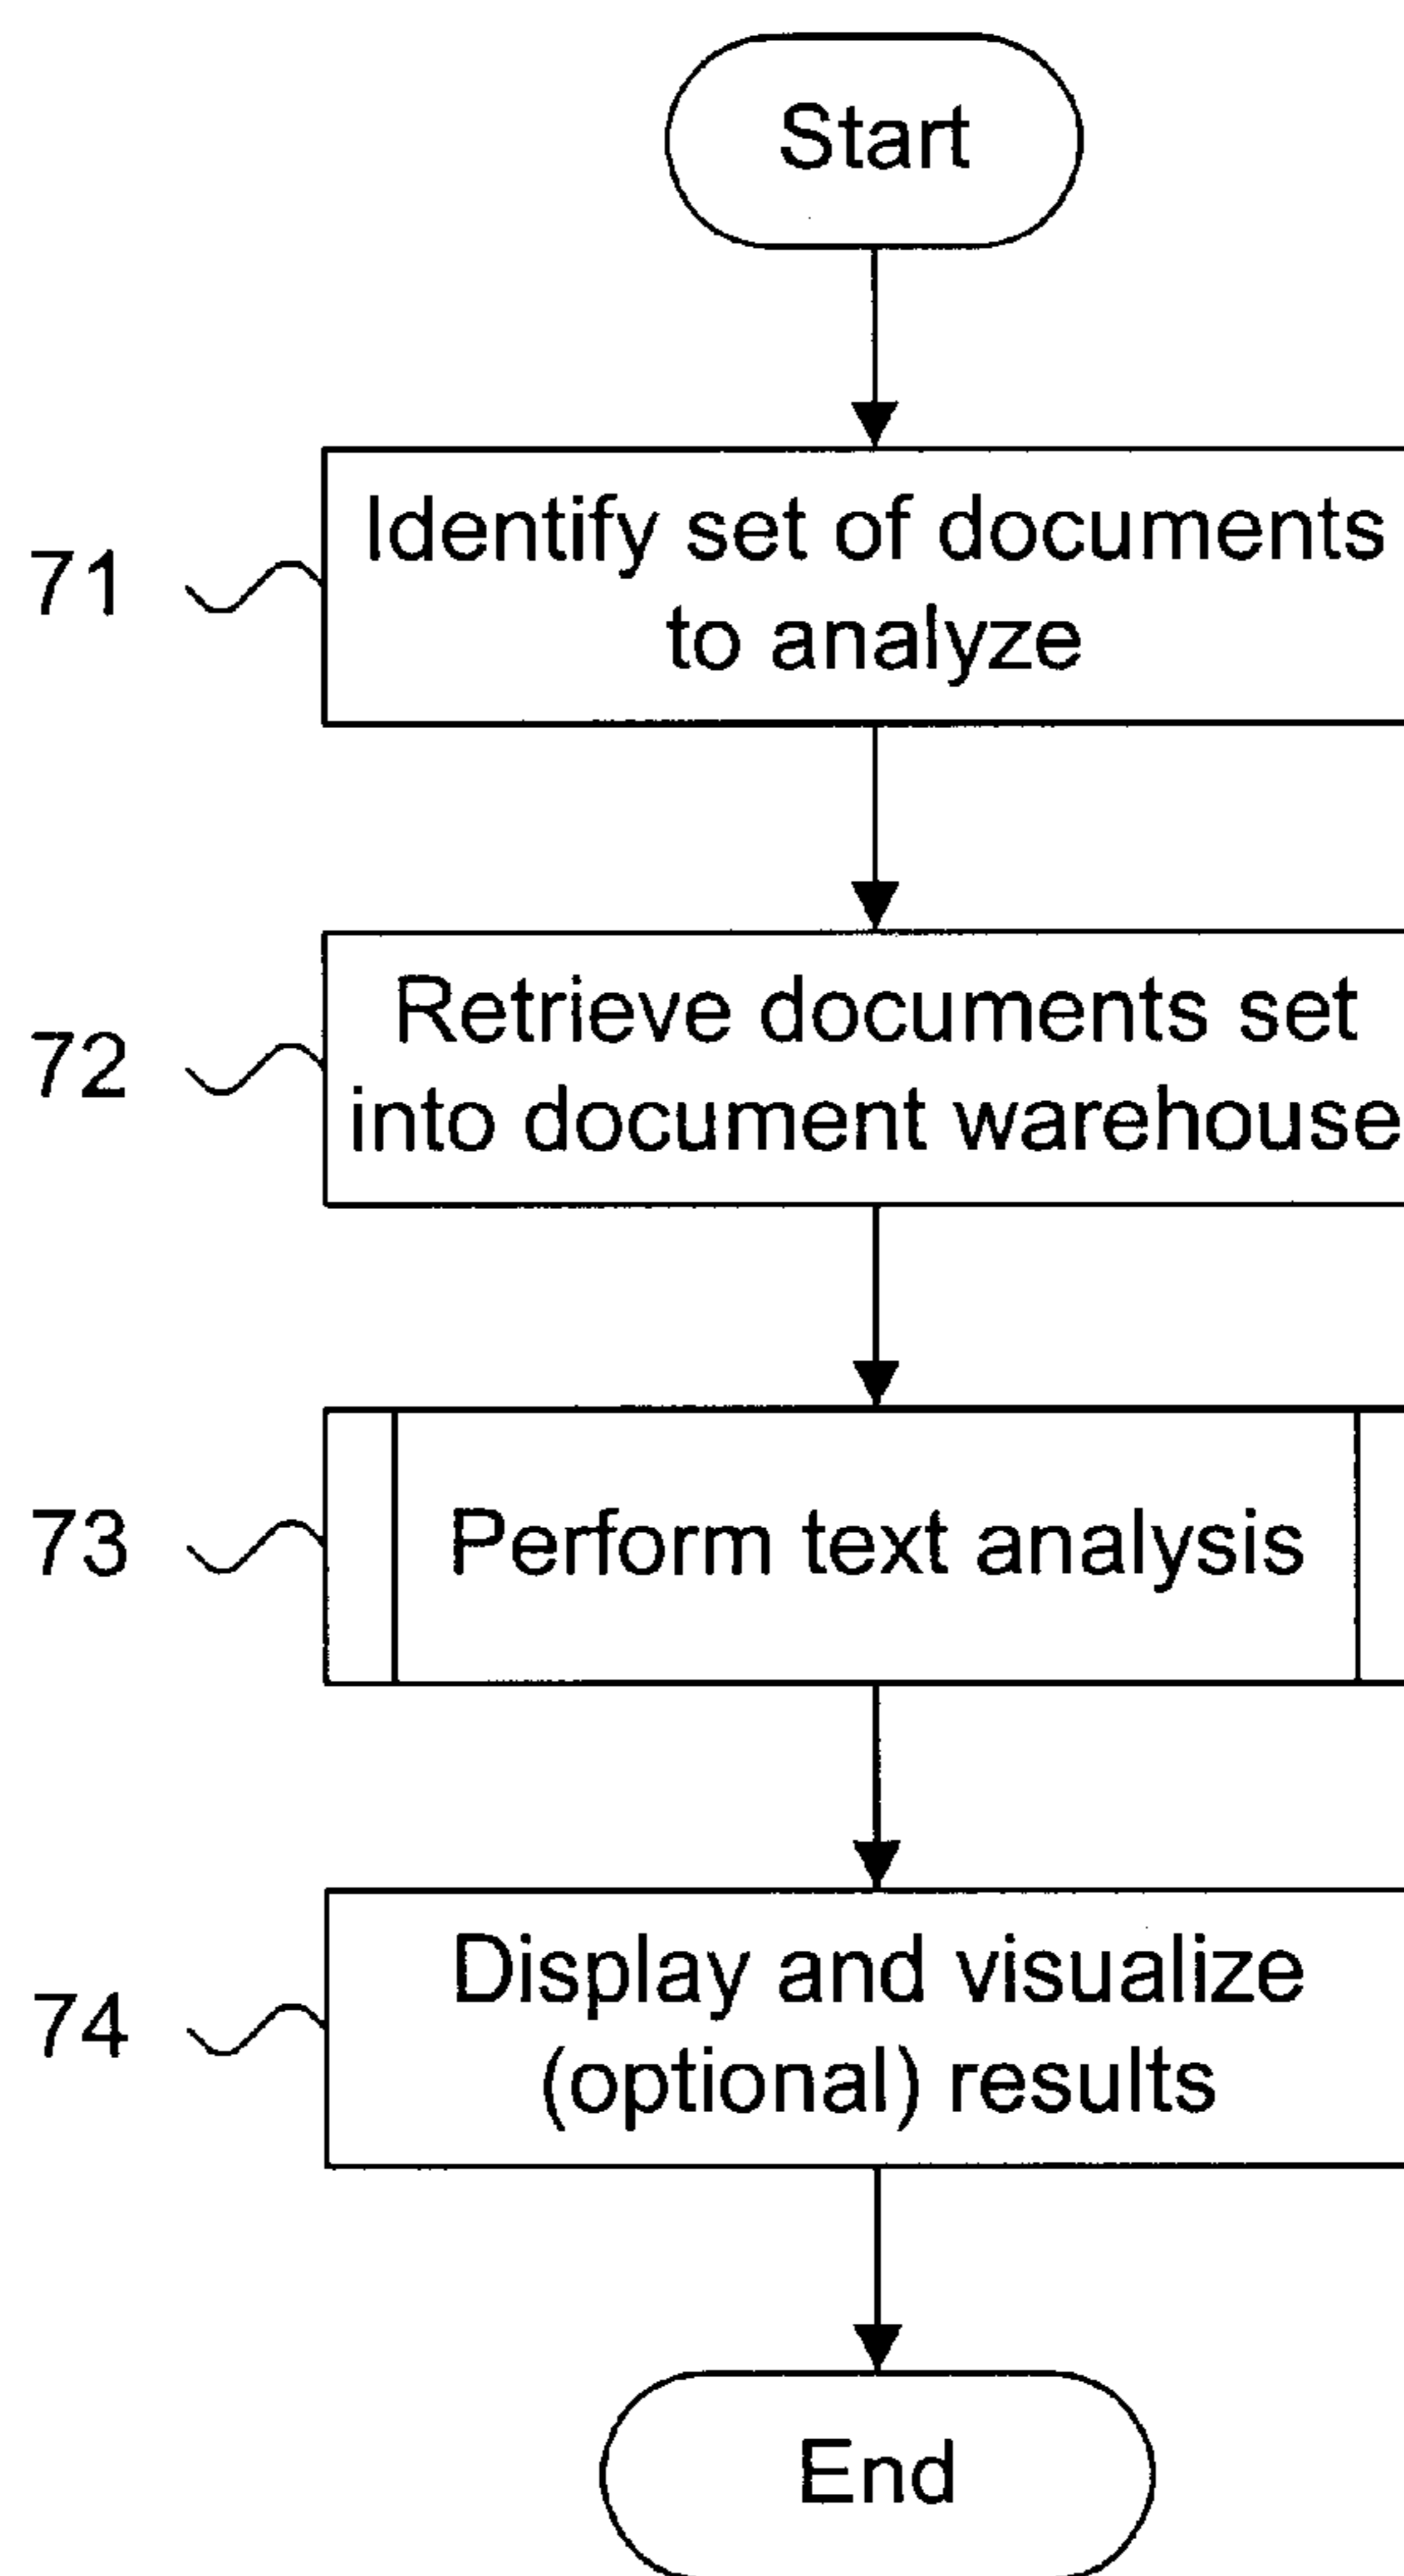 Start
71
Identify set of documents
to analyze
72
Retrieve documents set
into document warehouse
73
Perform text analysis
74
Display and visualize
(optional) results
End